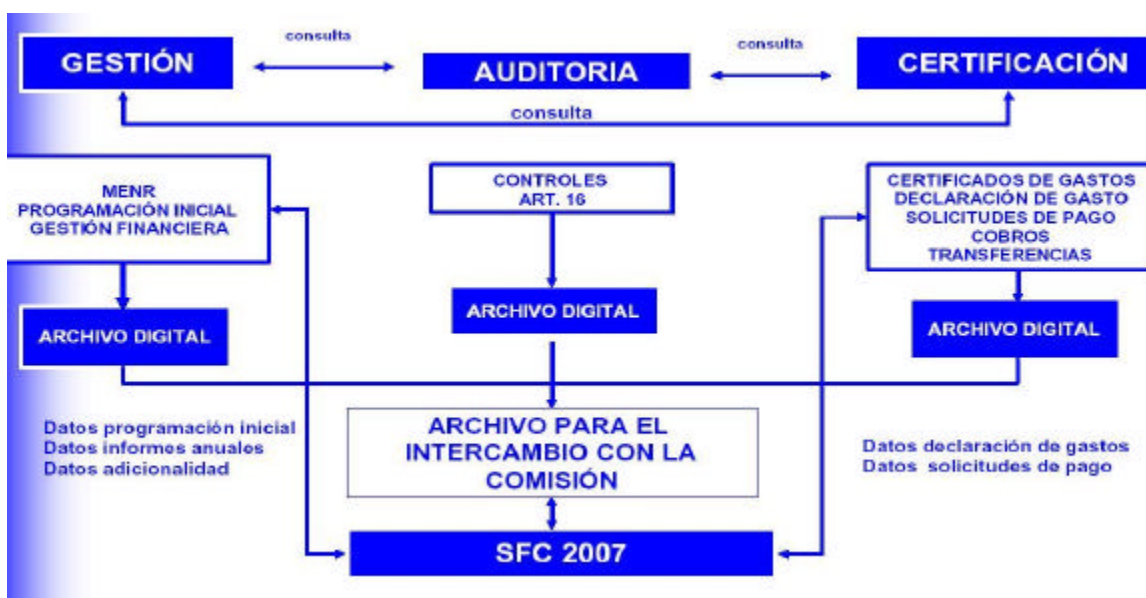 consulta
consulta
GESTIÓN
AUDITORIA
CERTIFICACIÓN
consulta
MENR
PROGRAMACIÓN INICIAL
GESTIÓN FINANCIERA
CONTROLES
ART. 16
CERTIFICADOS DE GASTOS
DECLARACIÓN DE GASTO
SOLICITUDES DE PAGO
COBROS
TRANSFERENCIAS
ARCHIVO DIGITAL
ARCHIVO DIGITAL
ARCHIVO DIGITAL
Datos programación inicial
Datos informes anuales
Datos adicionalidad
ARCHIVO PARA EL
INTERCAMBIO CON LA
COMISIÓN
Datos declaración de gastos
Datos solicitudes de pago
SFC 2007